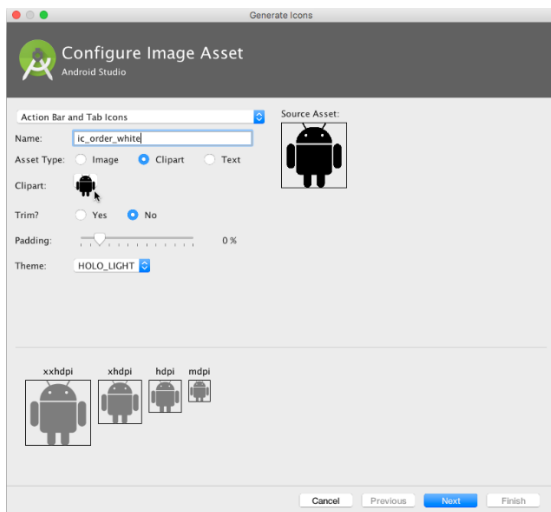 Generate Icons
Configure Image Asset
Android Studio
Action Bar and Tab Icons
Source Asset:
Name: ic_order_white
Asset Type: Image Clipart Text
Clipart:
Trim? Yes No
Padding: 0 %
Theme: HOLO_LIGHT
xxhdpi xhdpi hdpi mdpi
Cancel Previous Next Finish